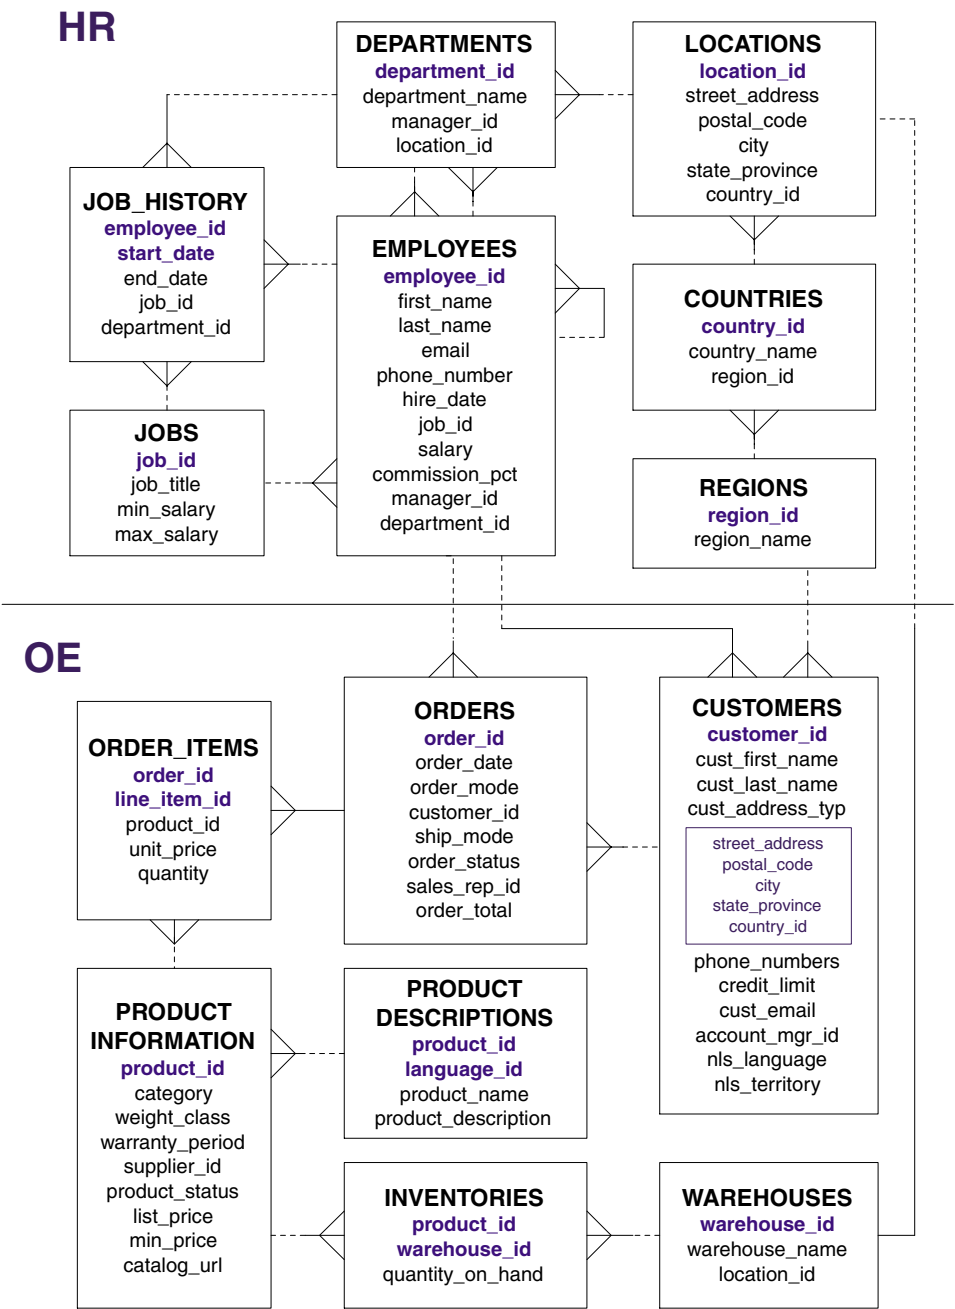 HR
DEPARTMENTS
department_id
department_name
manager_id
location_id
LOCATIONS
location_id
street_address
postal_code
city
state_province
country_id
JOB_HISTORY
employee_id
start_date
end_date
job_id
department_id
EMPLOYEES
employee_id
first_name
last_name
email
phone_number
hire_date
job_id
salary
commission_pct
manager_id
department_id
COUNTRIES
country_id
country_name
region_id
JOBS
job_id
job_title
min_salary
max_salary
REGIONS
region_id
region_name
OE
ORDER_ITEMS
order_id
line_item_id
product_id
unit_price
quantity
ORDERS
order_id
order_date
order_mode
customer_id
ship_mode
order_status
sales_rep_id
order_total
CUSTOMERS
customer_id
cust_first_name
cust_last_name
cust_address_typ
street_address
postal_code
city
state_province
country_id
phone_numbers
credit_limit
cust_email
account_mgr_id
nls_language
nls_territory
PRODUCT
INFORMATION
product_id
category
weight_class
warranty_period
supplier_id
product_status
list_price
min_price
catalog_url
PRODUCT
DESCRIPTIONS
product_id
language_id
product_name
product_description
INVENTORIES
product_id
warehouse_id
quantity_on_hand
WAREHOUSES
warehouse_id
warehouse_name
location_id